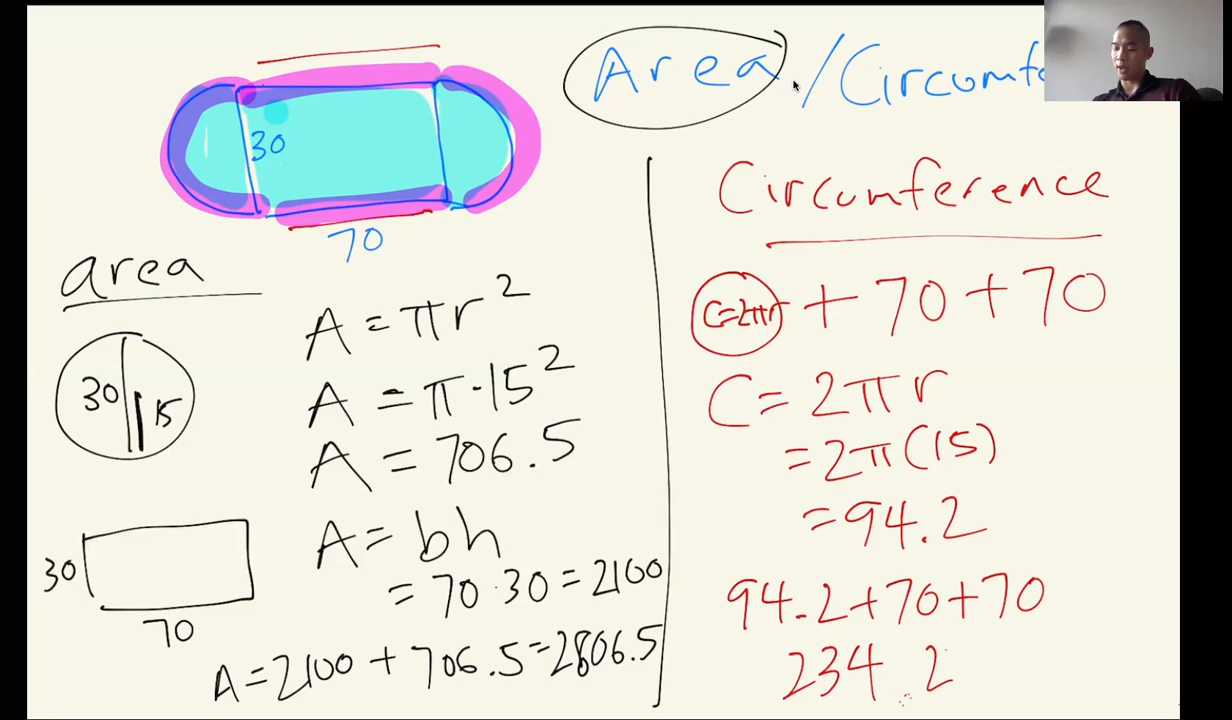 Area / Circumfe
30
70
area
30 15
A = πr²
A = π·15²
A = 706.5
30
70
A = bh
= 70·30 = 2100
A = 2100 + 706.5 = 2806.5
Circumference
C=2πr + 70 + 70
C = 2πr
= 2π(15)
= 94.2
94.2+70+70
234.2